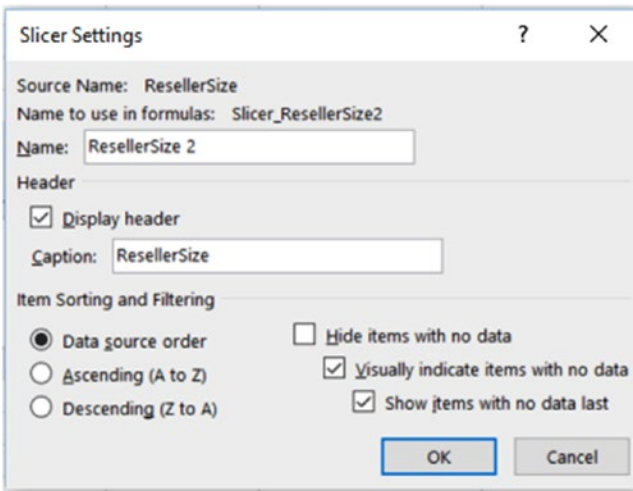 Slicer Settings ? ×
Source Name: ResellerSize
Name to use in formulas: Slicer_ResellerSize2
Name: ResellerSize 2
Header
Display header
Caption: ResellerSize
Item Sorting and Filtering
Data source order
Hide items with no data
Ascending (A to Z)
Visually indicate items with no data
Descending (Z to A)
Show items with no data last
OK Cancel